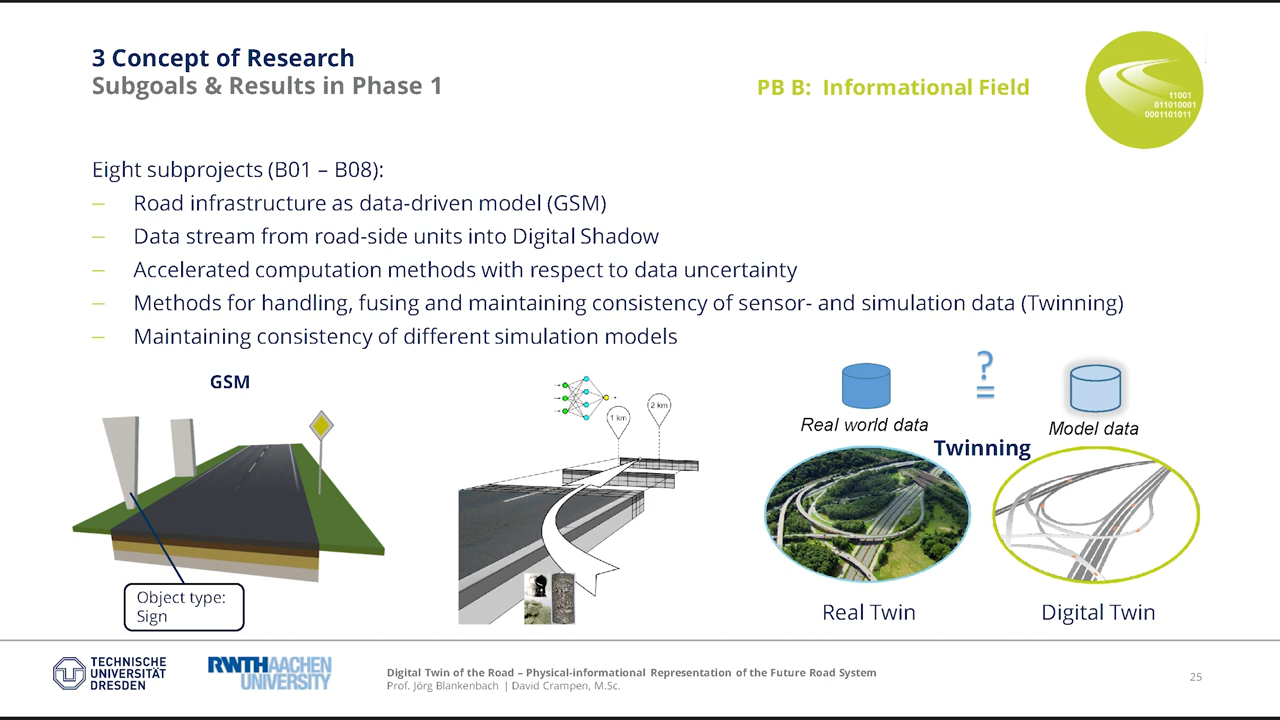 3 Concept of Research
Subgoals & Results in Phase 1
PB B: Informational Field
11001
011010001
0001101011
Eight subprojects (B01 – B08):
– Road infrastructure as data-driven model (GSM)
– Data stream from road-side units into Digital Shadow
– Accelerated computation methods with respect to data uncertainty
– Methods for handling, fusing and maintaining consistency of sensor- and simulation data (Twinning)
– Maintaining consistency of different simulation models
GSM
Object type:
Sign
1 km
2 km
?
=
Real world data
Model data
Twinning
Real Twin
Digital Twin
TECHNISCHE
UNIVERSITÄT
DRESDEN
RWTH AACHEN
UNIVERSITY
Digital Twin of the Road – Physical-informational Representation of the Future Road System
Prof. Jörg Blankenbach | David Crampen, M.Sc.
25